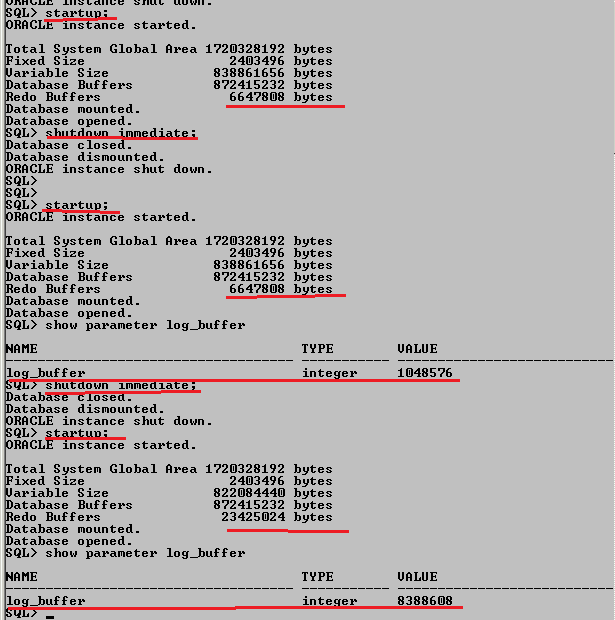 ORACLE instance shut down.
SQL> startup;
ORACLE instance started.
Total System Global Area 1720328192 bytes
Fixed Size 2403496 bytes
Variable Size 838861656 bytes
Database Buffers 872415232 bytes
Redo Buffers 6647808 bytes
Database mounted.
Database opened.
SQL> shutdown immediate;
Database closed.
Database dismounted.
ORACLE instance shut down.
SQL>
SQL>
SQL> startup;
ORACLE instance started.
Total System Global Area 1720328192 bytes
Fixed Size 2403496 bytes
Variable Size 838861656 bytes
Database Buffers 872415232 bytes
Redo Buffers 6647808 bytes
Database mounted.
Database opened.
SQL> show parameter log_buffer
NAME TYPE VALUE
------------------------------------ ----------- ------------------------------
log_buffer integer 1048576
SQL> shutdown immediate;
Database closed.
Database dismounted.
ORACLE instance shut down.
SQL> startup;
ORACLE instance started.
Total System Global Area 1720328192 bytes
Fixed Size 2403496 bytes
Variable Size 822084440 bytes
Database Buffers 872415232 bytes
Redo Buffers 23425024 bytes
Database mounted.
Database opened.
SQL> show parameter log_buffer
NAME TYPE VALUE
------------------------------------ ----------- ------------------------------
log_buffer integer 8388608
SQL> _